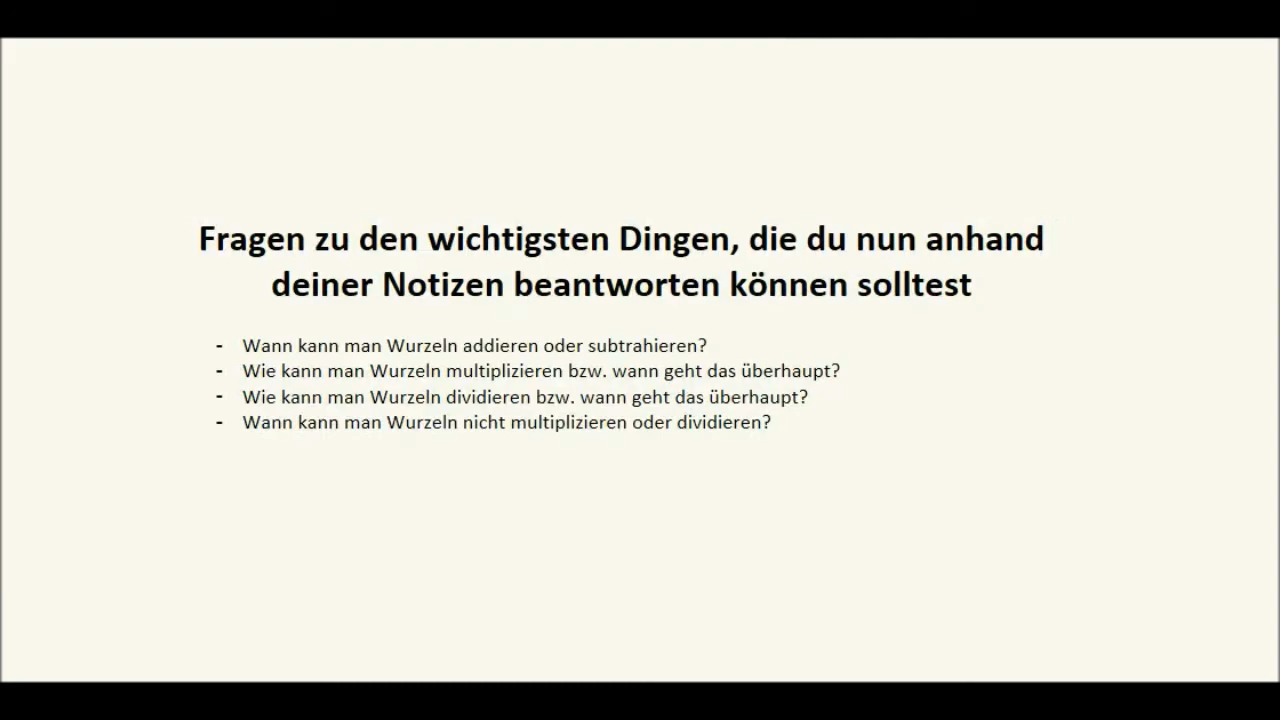 Fragen zu den wichtigsten Dingen, die du nun anhand
deiner Notizen beantworten können solltest
- Wann kann man Wurzeln addieren oder subtrahieren?
- Wie kann man Wurzeln multiplizieren bzw. wann geht das überhaupt?
- Wie kann man Wurzeln dividieren bzw. wann geht das überhaupt?
- Wann kann man Wurzeln nicht multiplizieren oder dividieren?